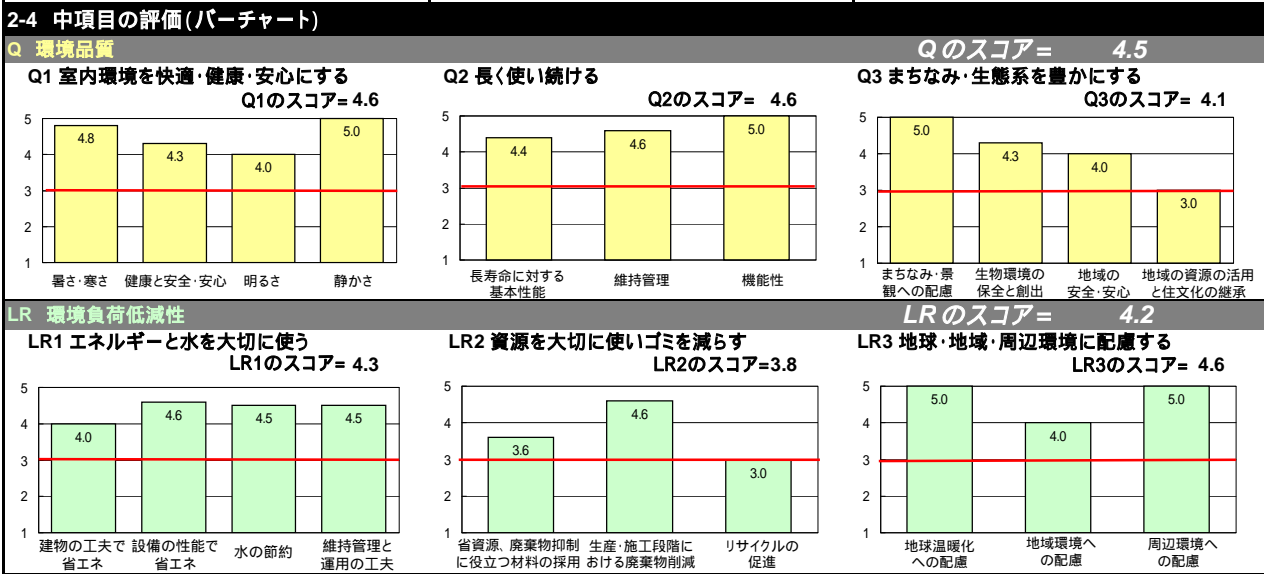 2-4 中項目の評価(バーチャート)
Q 環境品質 Qのスコア= 4.5
Q1 室内環境を快適・健康・安心にする
Q1のスコア= 4.6
5
4
3
2
1
4.8
4.3
4.0
5.0
暑さ・寒さ
健康と安全・安心
明るさ
静かさ
Q2 長く使い続ける
Q2のスコア= 4.6
5
4
3
2
1
4.4
4.6
5.0
長寿命に対する
基本性能
維持管理
機能性
Q3 まちなみ・生態系を豊かにする
Q3のスコア= 4.1
5
4
3
2
1
5.0
4.3
4.0
3.0
まちなみ・景
観への配慮
生物環境の
保全と創出
地域の
安全・安心
地域の資源の活用
と住文化の継承
LR 環境負荷低減性 LRのスコア= 4.2
LR1 エネルギーと水を大切に使う
LR1のスコア= 4.3
5
4
3
2
1
4.0
4.6
4.5
4.5
建物の工夫で
省エネ
設備の性能で
省エネ
水の節約
維持管理と
運用の工夫
LR2 資源を大切に使いゴミを減らす
LR2のスコア=3.8
5
4
3
2
1
3.6
4.6
3.0
省資源、廃棄物抑制
に役立つ材料の採用
生産・施工段階に
おける廃棄物削減
リサイクルの
促進
LR3 地球・地域・周辺環境に配慮する
LR3のスコア= 4.6
5
4
3
2
1
5.0
4.0
5.0
地球温暖化
への配慮
地域環境へ
の配慮
周辺環境へ
の配慮